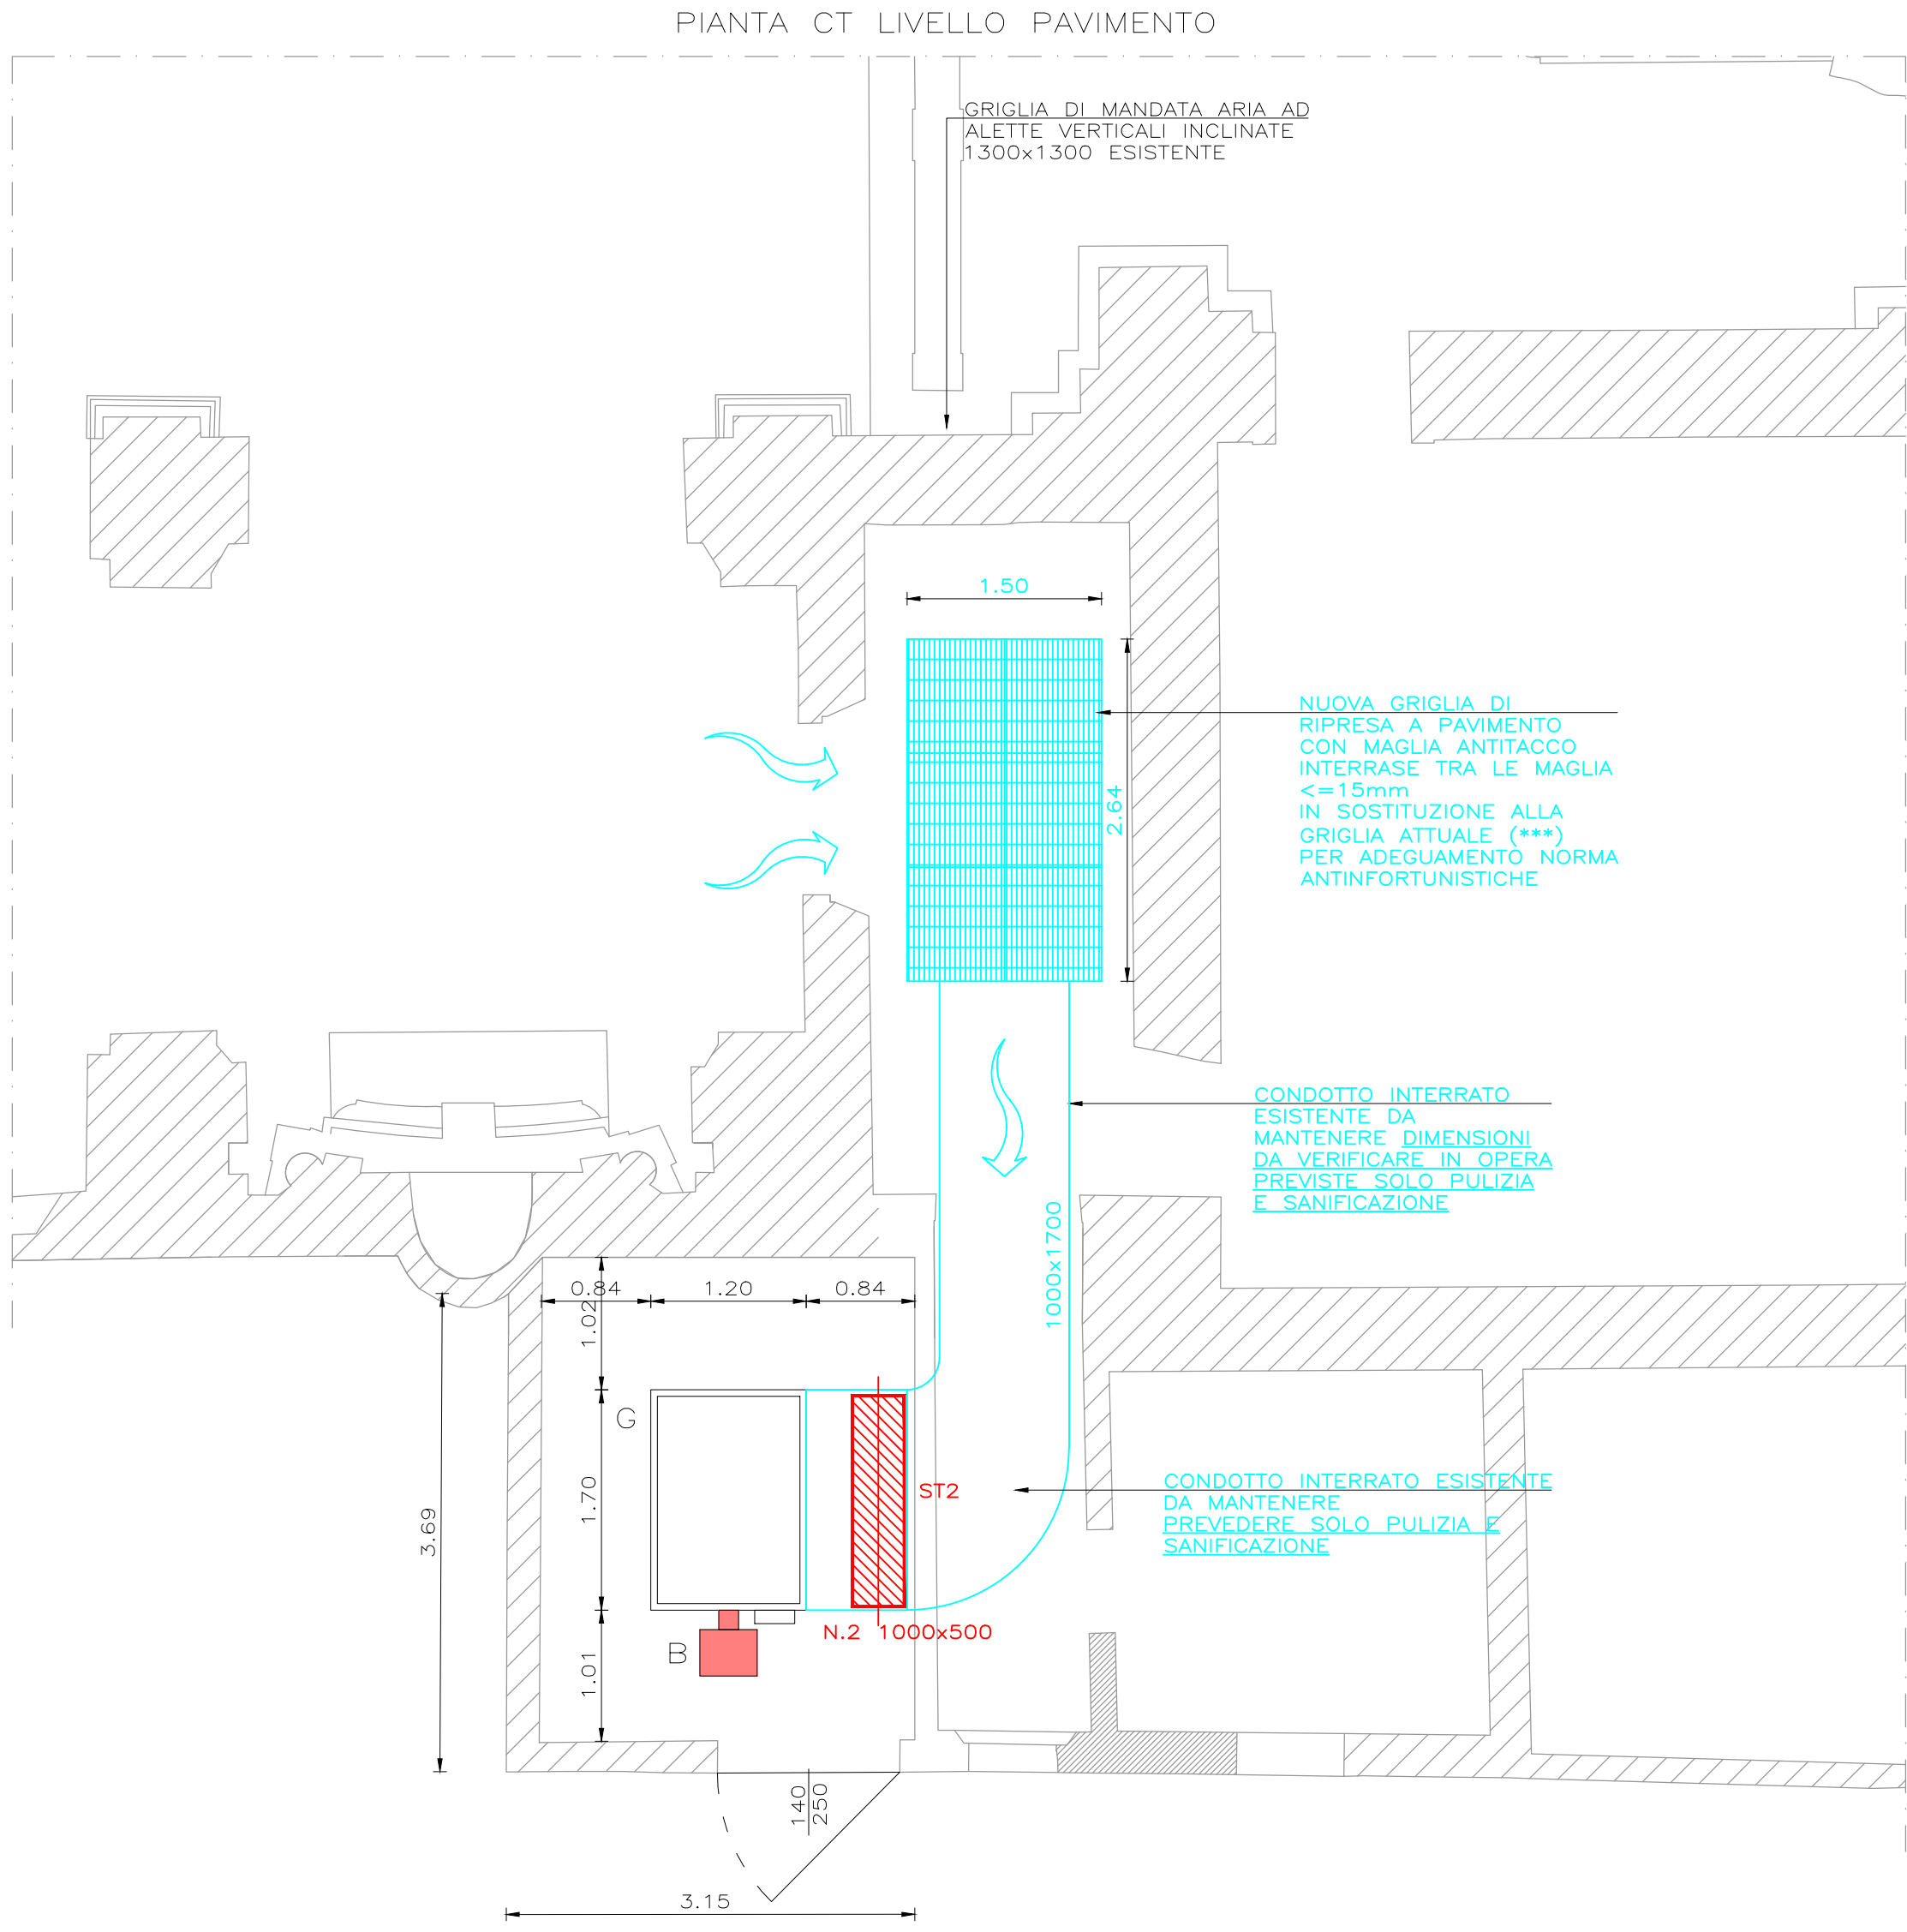 PIANTA CT LIVELLO PAVIMENTO
GRIGLIA DI MANDATA ARIA AD
ALETTE VERTICALI INCLINATE
1300x1300 ESISTENTE
1.50
2.64
NUOVA GRIGLIA DI
RIPRESA A PAVIMENTO
CON MAGLIA ANTITACCO
INTERRASE TRA LE MAGLIA
<=15mm
IN SOSTITUZIONE ALLA
GRIGLIA ATTUALE (***)
PER ADEGUAMENTO NORMA
ANTINFORTUNISTICHE
CONDOTTO INTERRATO
ESISTENTE DA
MANTENERE DIMENSIONI
DA VERIFICARE IN OPERA
PREVISTE SOLO PULIZIA
E SANIFICAZIONE
1000x1700
0.84
1.20
0.84
1.02
G
1.70
3.69
ST2
CONDOTTO INTERRATO ESISTENTE
DA MANTENERE
PREVEDERE SOLO PULIZIA E
SANIFICAZIONE
N.2 1000x500
B
1.01
140
250
3.15